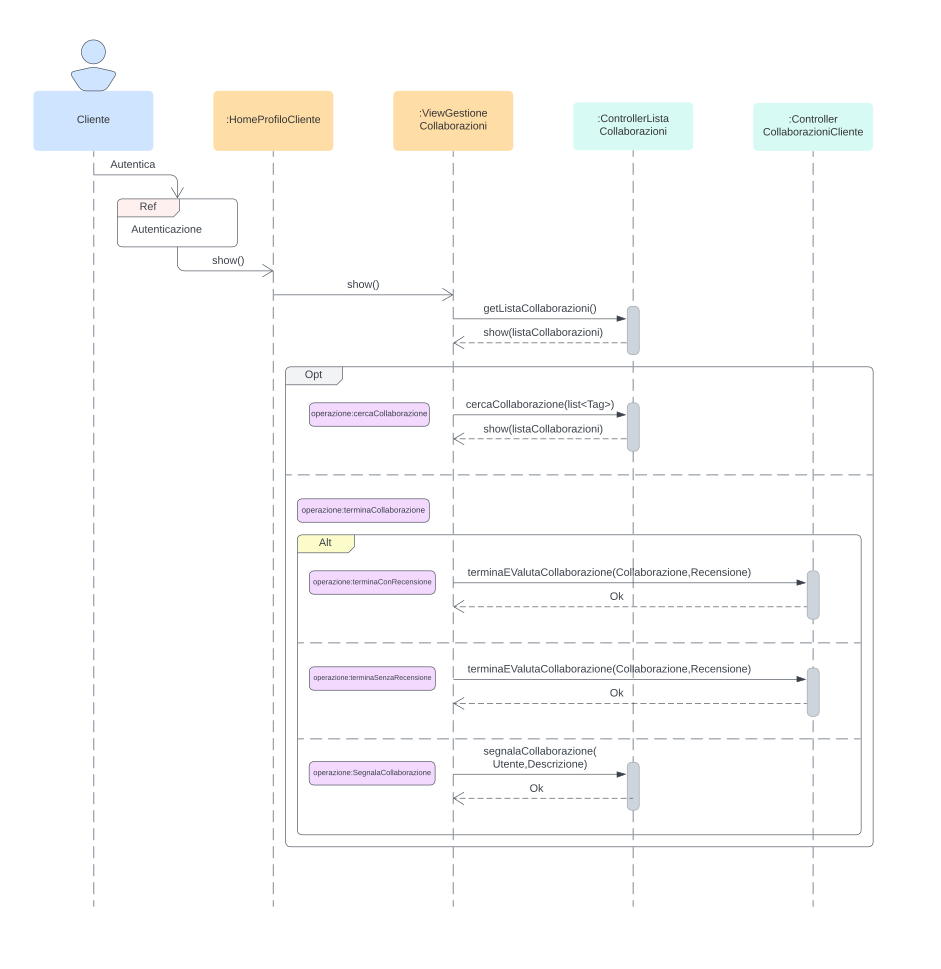 Cliente
:HomeProfiloCliente
:ViewGestione
Collaborazioni
:ControllerLista
Collaborazioni
:Controller
CollaborazioniCliente
Autentica
Ref
Autenticazione
show()
show()
getListaCollaborazioni()
show(listaCollaborazioni)
Opt
operazione:cercaCollaborazione
cercaCollaborazione(list<Tag>)
show(listaCollaborazioni)
operazione:terminaCollaborazione
Alt
operazione:terminaConRecensione
terminaEValutaCollaborazione(Collaborazione,Recensione)
Ok
operazione:terminaSenzaRecensione
terminaEValutaCollaborazione(Collaborazione,Recensione)
Ok
operazione:SegnalaCollaborazione
segnalaCollaborazione(
Utente,Descrizione)
Ok